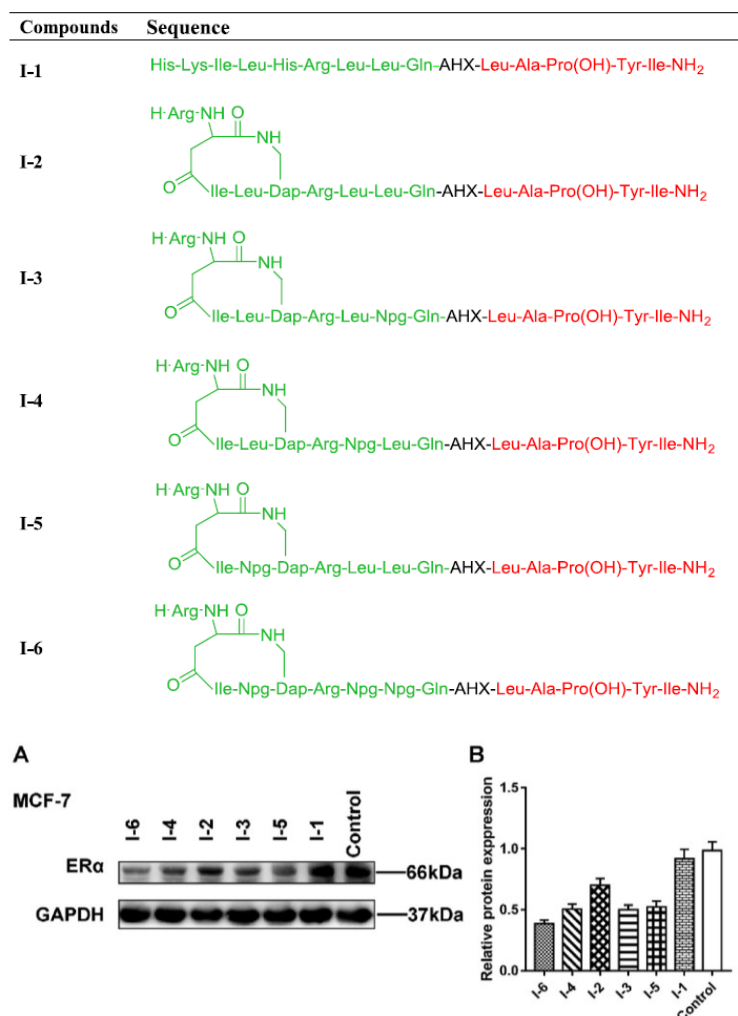 Compounds Sequence
I-1 His-Lys-Ile-Leu-His-Arg-Leu-Leu-Gln-AHX-Leu-Ala-Pro(OH)-Tyr-Ile-NH2
H-Arg-NH O
NH
I-2
O Ile-Leu-Dap-Arg-Leu-Leu-Gln-AHX-Leu-Ala-Pro(OH)-Tyr-Ile-NH2
H-Arg-NH O
NH
I-3
O Ile-Leu-Dap-Arg-Leu-Npg-Gln-AHX-Leu-Ala-Pro(OH)-Tyr-Ile-NH2
H-Arg-NH O
NH
I-4
O Ile-Leu-Dap-Arg-Npg-Leu-Gln-AHX-Leu-Ala-Pro(OH)-Tyr-Ile-NH2
H-Arg-NH O
NH
I-5
O Ile-Npg-Dap-Arg-Leu-Leu-Gln-AHX-Leu-Ala-Pro(OH)-Tyr-Ile-NH2
H-Arg-NH O
NH
I-6
O Ile-Npg-Dap-Arg-Npg-Npg-Gln-AHX-Leu-Ala-Pro(OH)-Tyr-Ile-NH2
A
MCF-7
I-6 I-4 I-2 I-3 I-5 I-1 Control
ERα 66kDa
GAPDH 37kDa
B
Relative protein exppression
1.5
1.0
0.5
0.0
I-6 I-4 I-2 I-3 I-5 I-1 Control